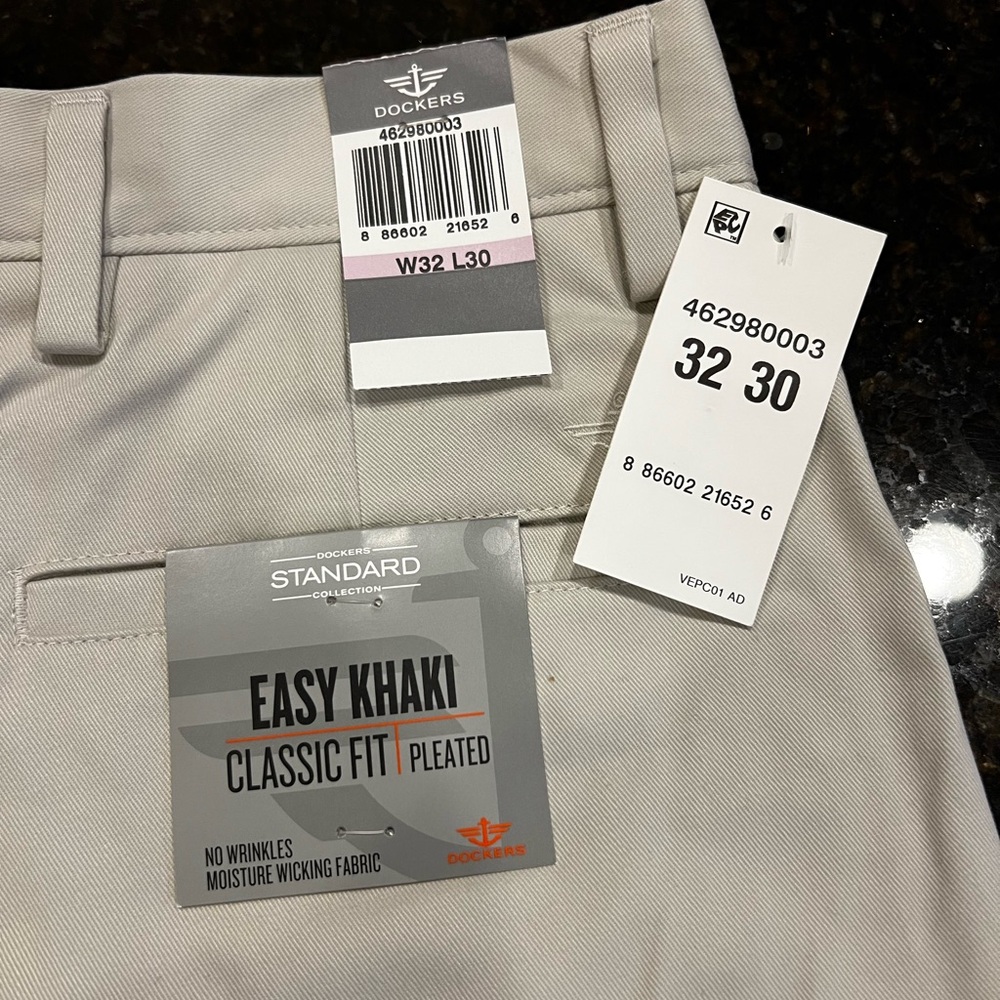 DOCKERS
462980003
8 86602 21652 6
W32 L30
EPC
462980003
32 30
8 86602 21652 6
VEPC01 AD
DOCKERS
STANDARD
COLLECTION
EASY KHAKI
CLASSIC FIT | PLEATED
NO WRINKLES
MOISTURE WICKING FABRIC
DOCKERS